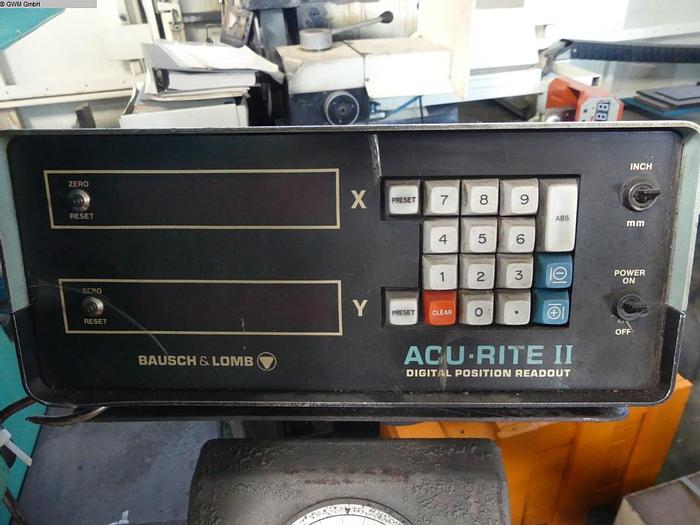 © GWM GmbH
ZERO
RESET
X
PRESET
7 8 9
ABS
4 5 6
1 2 3
ZERO
RESET
Y
PRESET
CLEAR
0 .
INCH
mm
POWER
ON
OFF
BAUSCH & LOMB
ACU-RITE II
DIGITAL POSITION READOUT